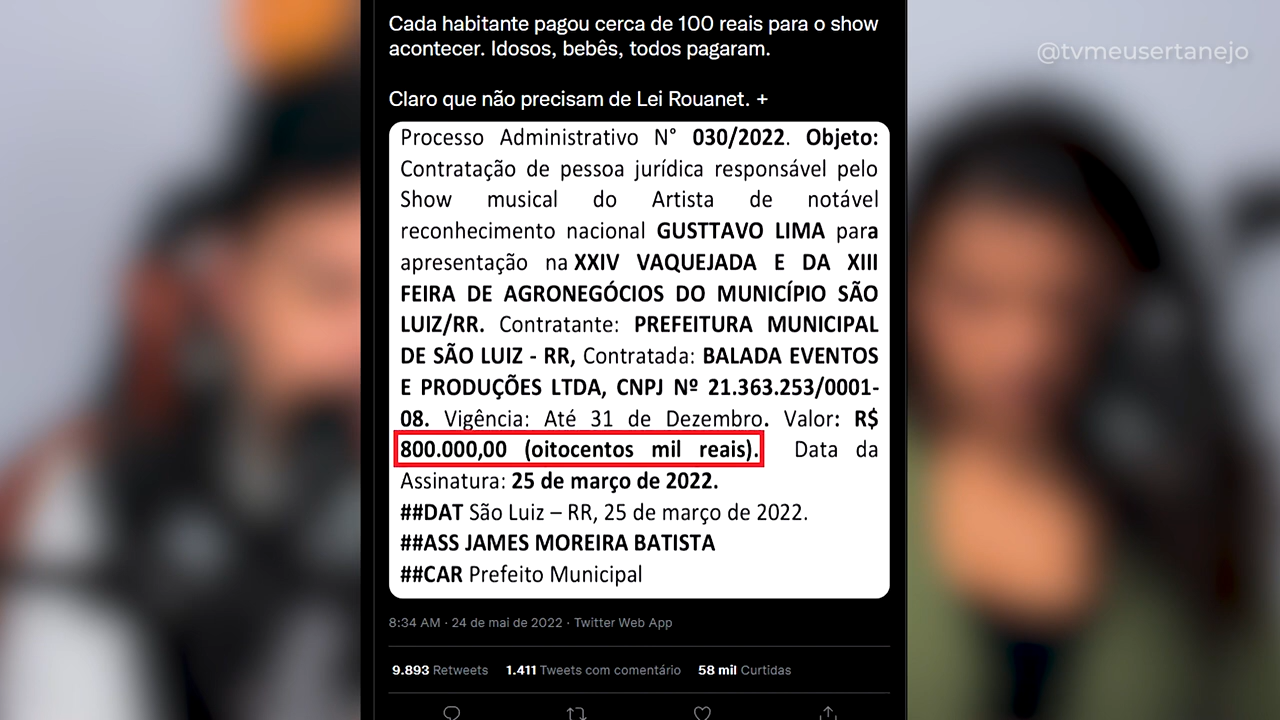 Cada habitante pagou cerca de 100 reais para o show
acontecer. Idosos, bebês, todos pagaram.
@tvmeusertanejo
Claro que não precisam de Lei Rouanet. +
Processo Administrativo N° 030/2022. Objeto:
Contratação de pessoa jurídica responsável pelo
Show musical do Artista de notável
reconhecimento nacional GUSTTAVO LIMA para
apresentação na XXIV VAQUEJADA E DA XIII
FEIRA DE AGRONEGÓCIOS DO MUNICÍPIO SÃO
LUIZ/RR. Contratante: PREFEITURA MUNICIPAL
DE SÃO LUIZ - RR, Contratada: BALADA EVENTOS
E PRODUÇÕES LTDA, CNPJ Nº 21.363.253/0001-
08. Vigência: Até 31 de Dezembro. Valor: R$
800.000,00 (oitocentos mil reais). Data da
Assinatura: 25 de março de 2022.
##DAT São Luiz – RR, 25 de março de 2022.
##ASS JAMES MOREIRA BATISTA
##CAR Prefeito Municipal
8:34 AM · 24 de mai de 2022 · Twitter Web App
9.893 Retweets 1.411 Tweets com comentário 58 mil Curtidas